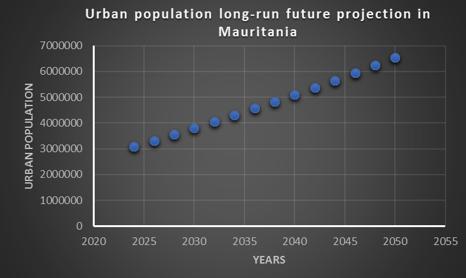 Urban population long-run future projection in
Mauritania
7000000
6000000
5000000
4000000
3000000
2000000
1000000
0
URBAN POPULATION
2020 2025 2030 2035 2040 2045 2050 2055
YEARS